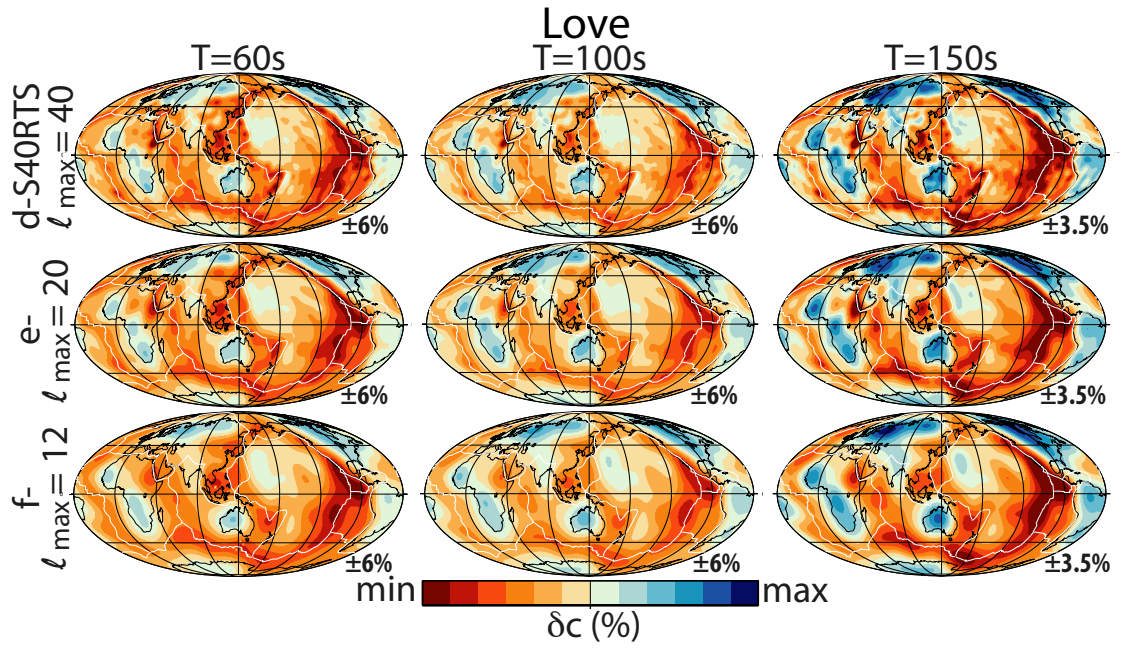 Love
T=60s T=100s T=150s
d-S40RTS
ℓ max = 40
±6% ±6% ±3.5%
e-
ℓ max = 20
±6% ±6% ±3.5%
f-
ℓ max = 12
±6% ±6% ±3.5%
min max
δc (%)